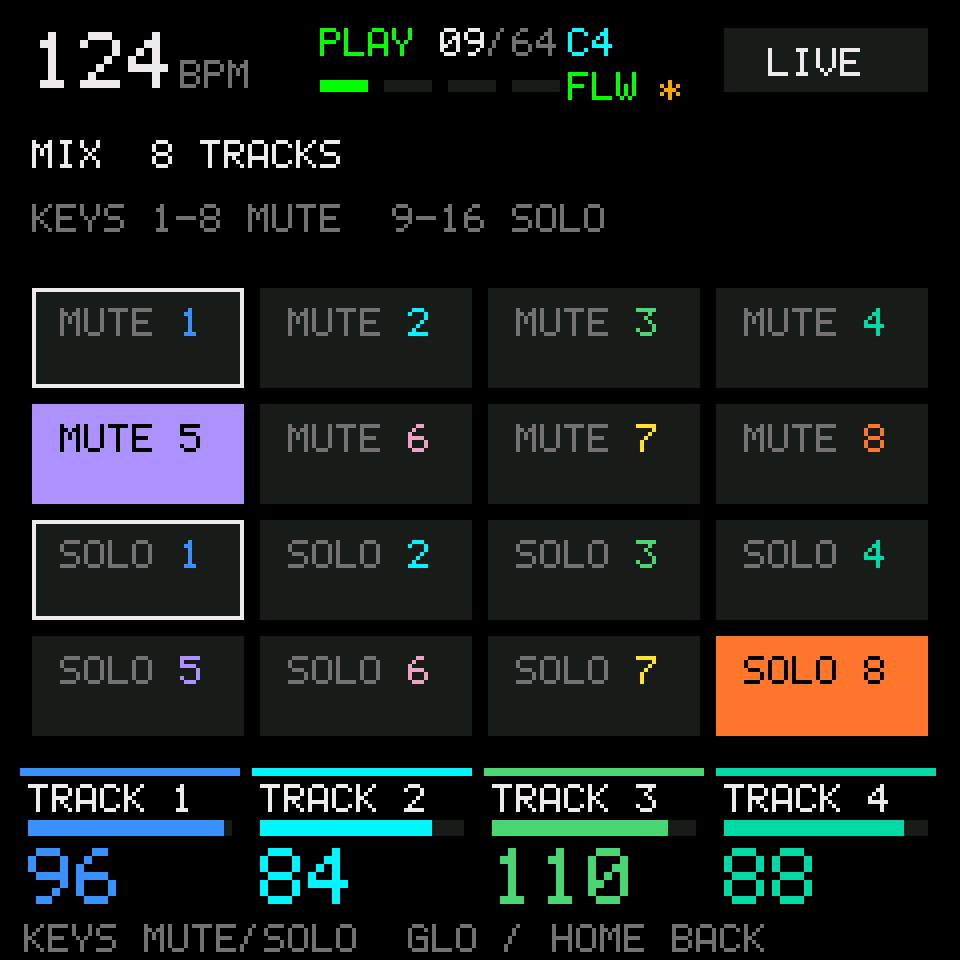 124 BPM PLAY 09/64 C4 LIVE
FLW *
MIX  8 TRACKS
KEYS 1-8 MUTE  9-16 SOLO
MUTE 1 MUTE 2 MUTE 3 MUTE 4
MUTE 5 MUTE 6 MUTE 7 MUTE 8
SOLO 1 SOLO 2 SOLO 3 SOLO 4
SOLO 5 SOLO 6 SOLO 7 SOLO 8
TRACK 1 TRACK 2 TRACK 3 TRACK 4
96 84 110 88
KEYS MUTE/SOLO  GLO / HOME BACK